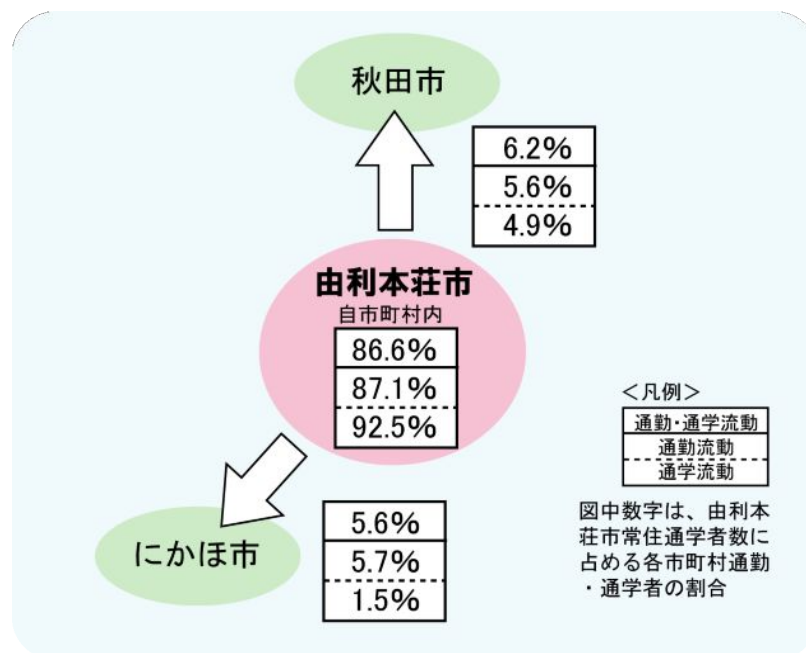 秋田市
6.2%
5.6%
4.9%
由利本荘市
自市町村内
86.6%
87.1%
92.5%
<凡例>
通勤・通学流動
通勤流動
通学流動
図中数字は、由利本
荘市常住通学者数に
占める各市町村通勤
・通学者の割合
にかほ市
5.6%
5.7%
1.5%